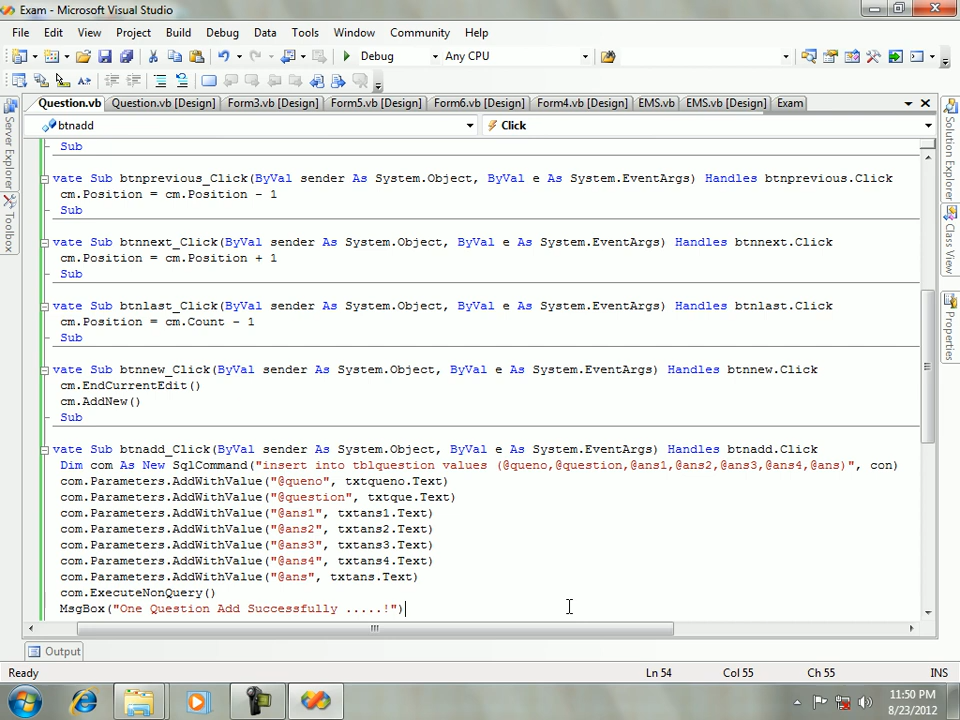 Exam - Microsoft Visual Studio
File Edit View Project Build Debug Data Tools Window Community Help
Debug Any CPU
Question.vb Question.vb [Design] Form3.vb [Design] Form5.vb [Design] Form6.vb [Design] Form4.vb [Design] EMS.vb EMS.vb [Design] Exam
btnadd Click
Server Explorer
Toolbox
Solution Explorer
Class View
Properties
Sub
vate Sub btnprevious_Click(ByVal sender As System.Object, ByVal e As System.EventArgs) Handles btnprevious.Click
cm.Position = cm.Position - 1
Sub
vate Sub btnnext_Click(ByVal sender As System.Object, ByVal e As System.EventArgs) Handles btnnext.Click
cm.Position = cm.Position + 1
Sub
vate Sub btnlast_Click(ByVal sender As System.Object, ByVal e As System.EventArgs) Handles btnlast.Click
cm.Position = cm.Count - 1
Sub
vate Sub btnnew_Click(ByVal sender As System.Object, ByVal e As System.EventArgs) Handles btnnew.Click
cm.EndCurrentEdit()
cm.AddNew()
Sub
vate Sub btnadd_Click(ByVal sender As System.Object, ByVal e As System.EventArgs) Handles btnadd.Click
Dim com As New SqlCommand("insert into tblquestion values (@queno,@question,@ans1,@ans2,@ans3,@ans4,@ans)", con)
com.Parameters.AddWithValue("@queno", txtqueno.Text)
com.Parameters.AddWithValue("@question", txtque.Text)
com.Parameters.AddWithValue("@ans1", txtans1.Text)
com.Parameters.AddWithValue("@ans2", txtans2.Text)
com.Parameters.AddWithValue("@ans3", txtans3.Text)
com.Parameters.AddWithValue("@ans4", txtans4.Text)
com.Parameters.AddWithValue("@ans", txtans.Text)
com.ExecuteNonQuery()
MsgBox("One Question Add Successfully .....!")
Output
Ready Ln 54 Col 55 Ch 55 INS
11:50 PM
8/23/2012